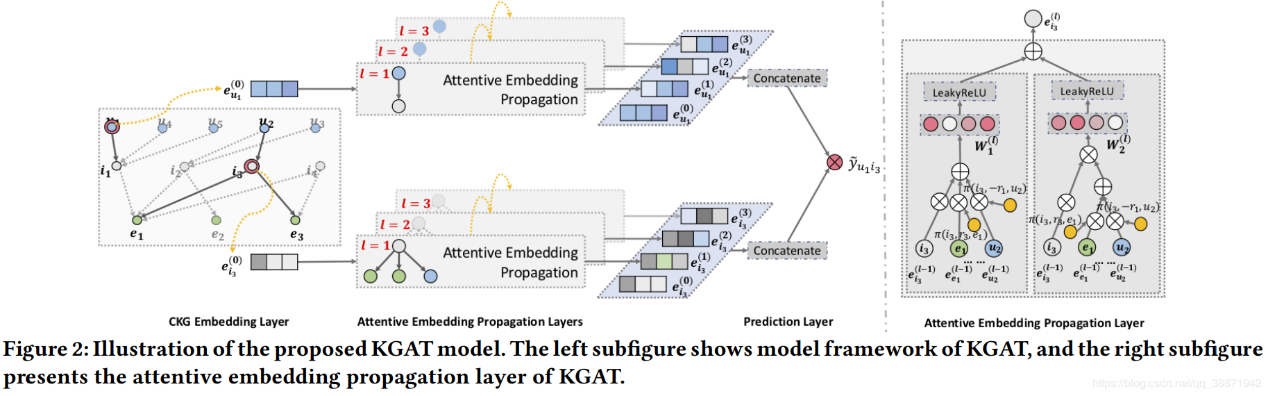 l = 3
l = 2
l = 1
Attentive Embedding
Propagation
e_{u_1}^{(0)}
e_{u_1}^{(3)}
e_{u_1}^{(2)}
e_{u_1}^{(1)}
e_{u_1}^{(0)}
Concatenate
u_4 u_5 u_2 u_3
i_1 i_2 i_3 i_4
e_1 e_2 e_3
ỹ_{u_1 i_3}
l = 3
l = 2
l = 1
Attentive Embedding
Propagation
e_{i_3}^{(0)}
e_{i_3}^{(3)}
e_{i_3}^{(2)}
e_{i_3}^{(1)}
e_{i_3}^{(0)}
Concatenate
CKG Embedding Layer
Attentive Embedding Propagation Layers
Prediction Layer
e_{i_3}^{(l)}
LeakyReLU
LeakyReLU
W_1^{(l)}
W_2^{(l)}
π(i_3, −r_1, u_2)
π(i_3, r_3, e_1)
π(i_3, −r_1, u_2)
π(i_3, r_3, e_1)
i_3 e_1 u_2
i_3 e_1 u_2
e_{i_3}^{(l-1)} e_{e_1}^{(l-1)} ... ... e_{u_2}^{(l-1)}
e_{i_3}^{(l-1)} e_{e_1}^{(l-1)} ... ... e_{u_2}^{(l-1)}
Attentive Embedding Propagation Layer
Figure 2: Illustration of the proposed KGAT model. The left subfigure shows model framework of KGAT, and the right subfigure
presents the attentive embedding propagation layer of KGAT.
https://blog.csdn.net/qq_38871942